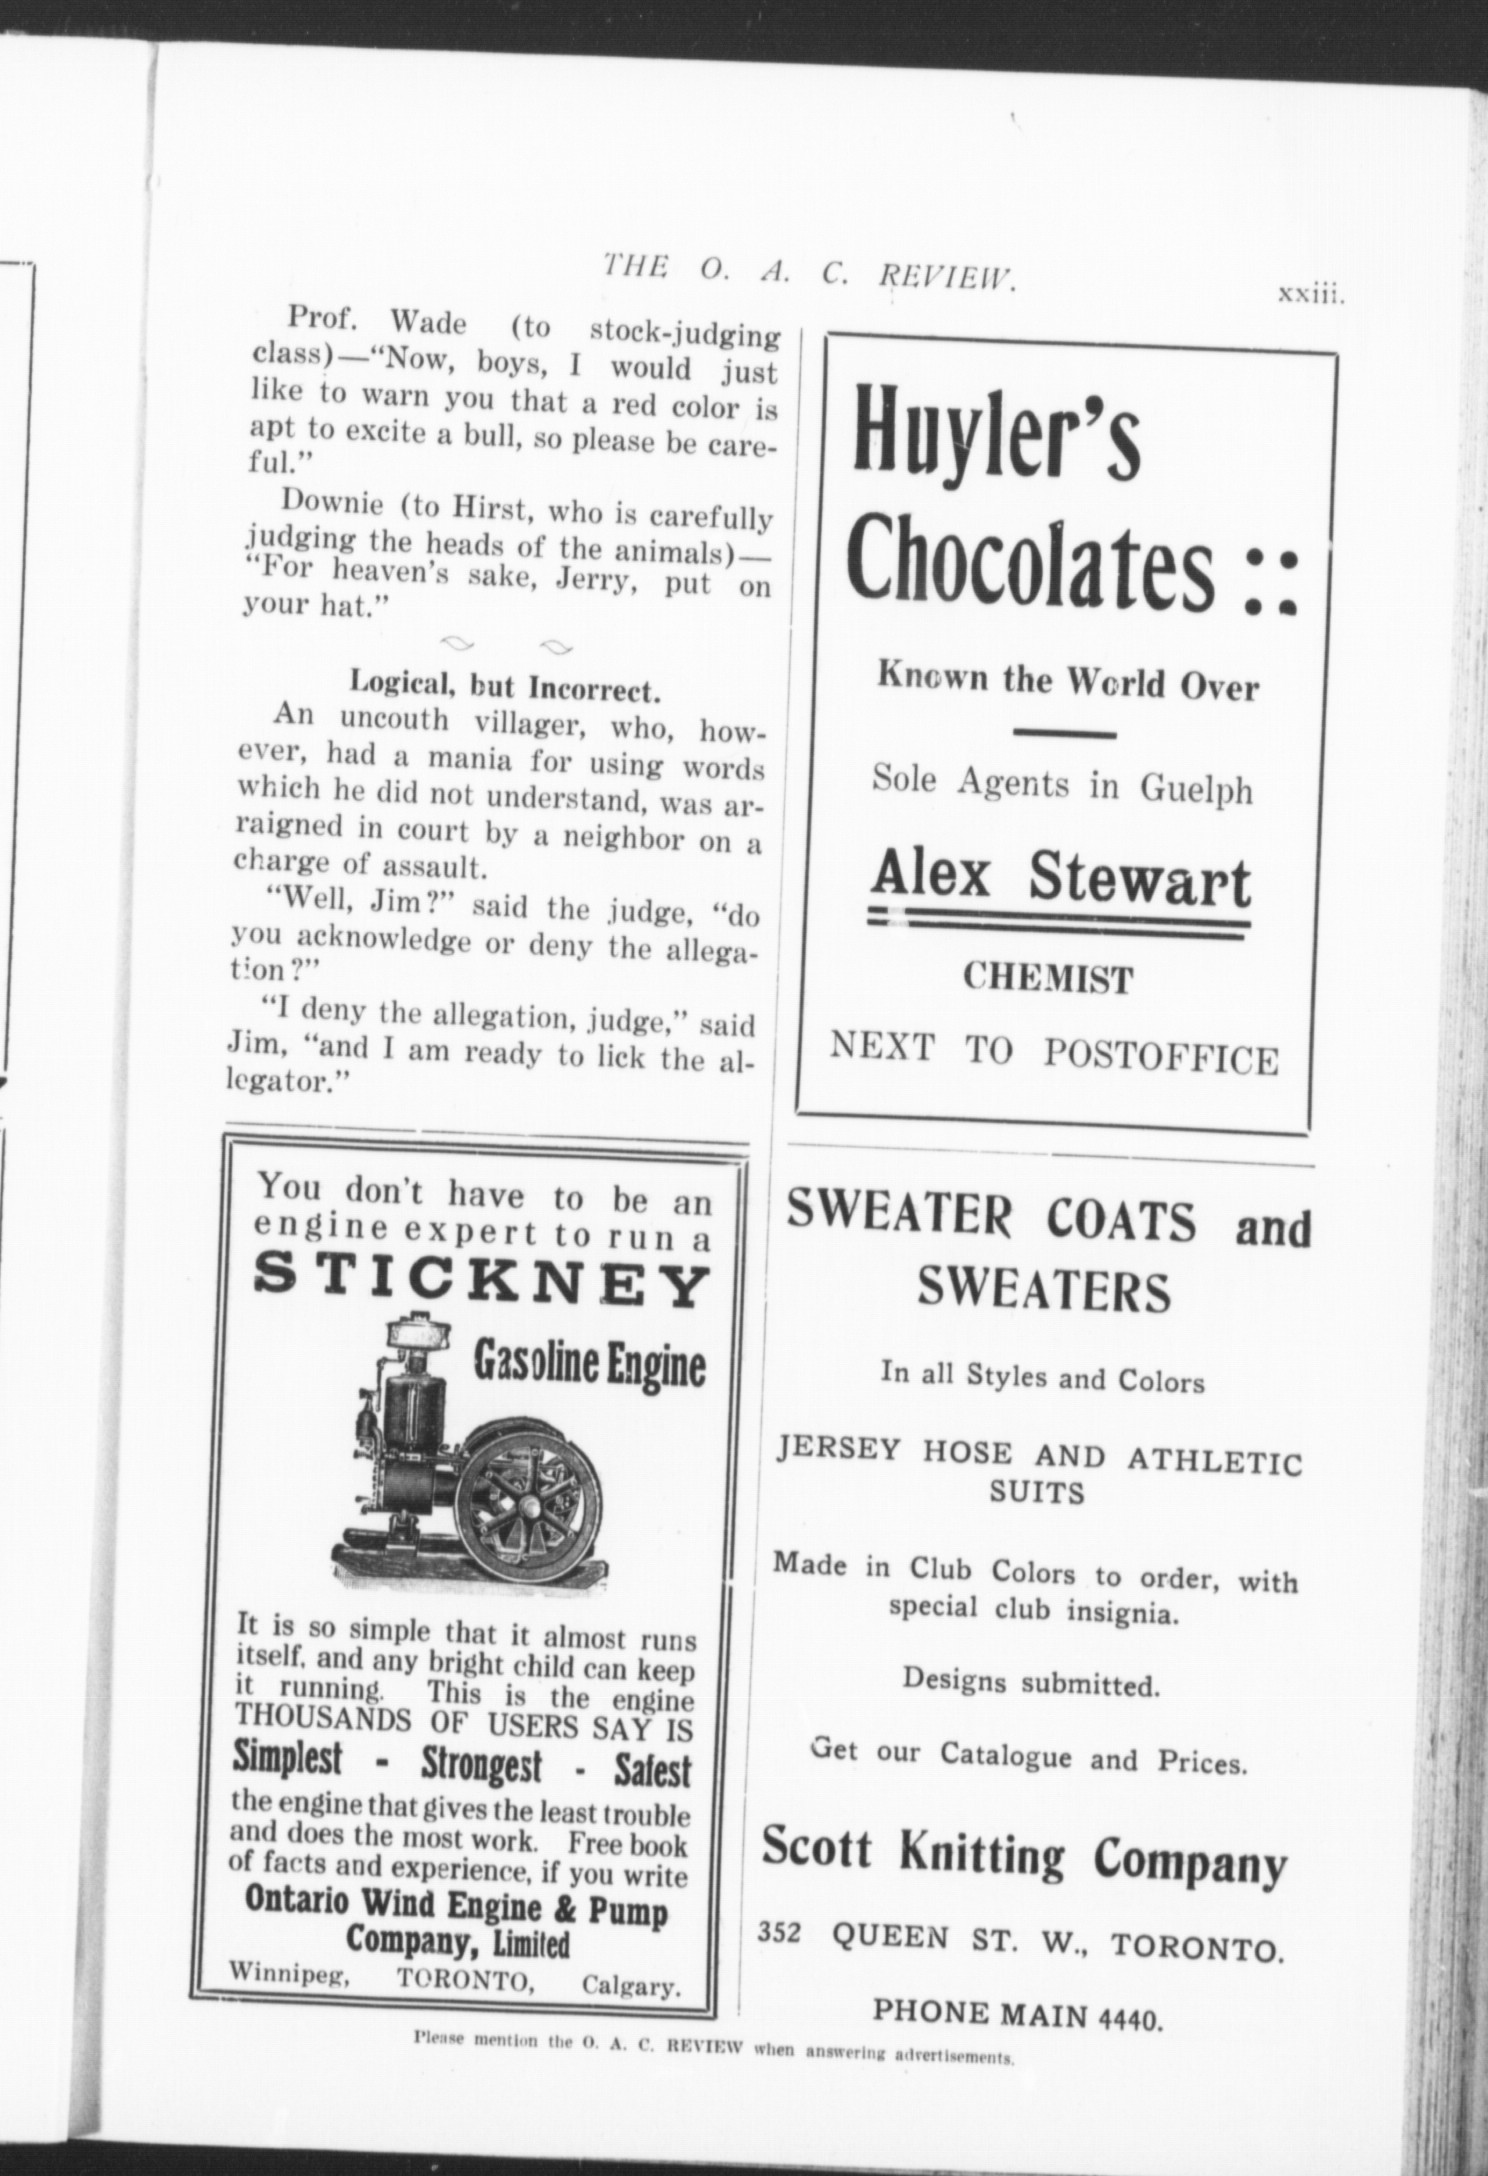 THE O. A. C. REVIEW.
xxiii.
Prof. Wade (to stock-judging
class)—“Now, boys, I would just
like to warn you that a red color is
apt to excite a bull, so please be care-
ful.”
Downie (to Hirst, who is carefully
judging the heads of the animals)—
“For heaven’s sake, Jerry, put on
your hat.”
Logical, but Incorrect.
An uncouth villager, who, how-
ever, had a mania for using words
which he did not understand, was ar-
raigned in court by a neighbor on a
charge of assault.
“Well, Jim?” said the judge, “do
you acknowledge or deny the allega-
tion?”
“I deny the allegation, judge,” said
Jim, “and I am ready to lick the al-
legator.”
You don’t have to be an
engine expert to run a
STICKNEY
Gasoline Engine
It is so simple that it almost runs
itself, and any bright child can keep
it running. This is the engine
THOUSANDS OF USERS SAY IS
Simplest - Strongest - Safest
the engine that gives the least trouble
and does the most work. Free book
of facts and experience, if you write
Ontario Wind Engine & Pump
Company, Limited
Winnipeg, TORONTO, Calgary.
Huyler’s
Chocolates ::
Known the World Over
Sole Agents in Guelph
Alex Stewart
CHEMIST
NEXT TO POSTOFFICE
SWEATER COATS and
SWEATERS
In all Styles and Colors
JERSEY HOSE AND ATHLETIC
SUITS
Made in Club Colors to order, with
special club insignia.
Designs submitted.
Get our Catalogue and Prices.
Scott Knitting Company
352 QUEEN ST. W., TORONTO.
PHONE MAIN 4440.
Please mention the O. A. C. REVIEW when answering advertisements.